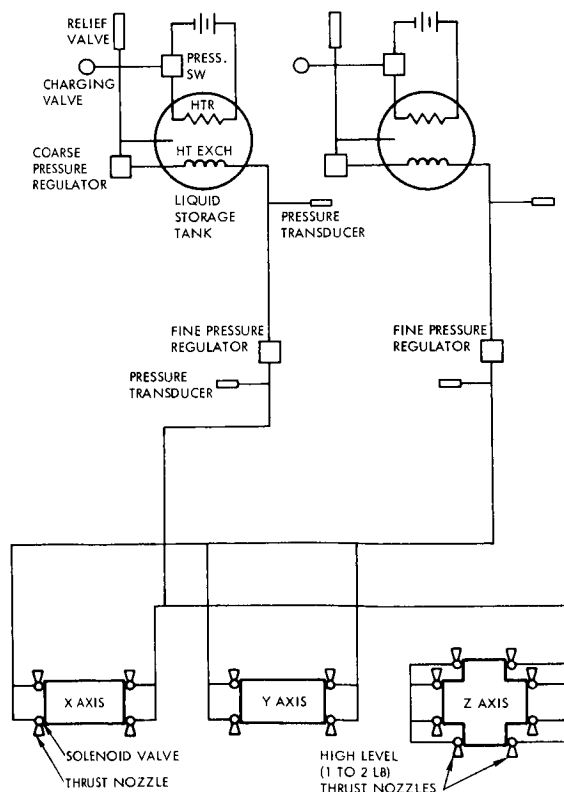 RELIEF
VALVE
PRESS.
SW
CHARGING
VALVE
HTR
COARSE
PRESSURE
REGULATOR
HT EXCH
LIQUID
STORAGE
TANK
PRESSURE
TRANSDUCER
FINE PRESSURE
REGULATOR
FINE PRESSURE
REGULATOR
PRESSURE
TRANSDUCER
X AXIS
Y AXIS
Z AXIS
SOLENOID VALVE
THRUST NOZZLE
HIGH LEVEL
(1 TO 2 LB)
THRUST NOZZLES